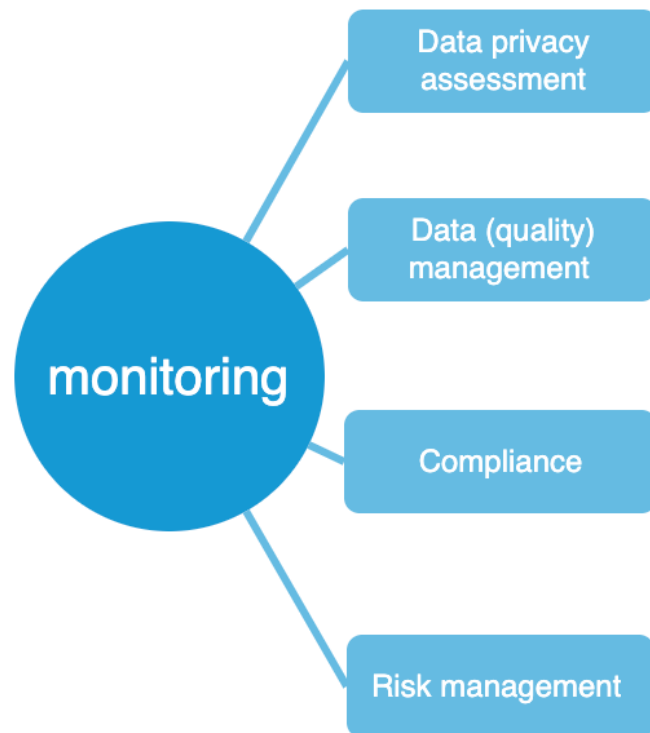 Data privacy
assessment
Data (quality)
management
monitoring
Compliance
Risk management